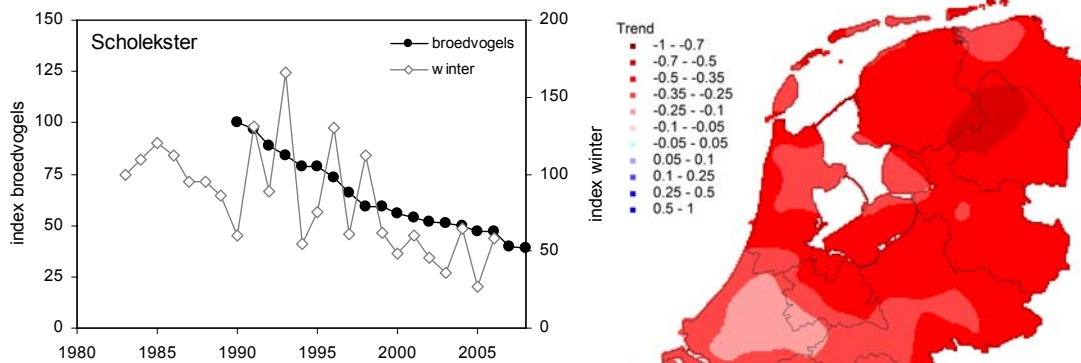 Scholekster
broedvogels
winter
index broedvogels
150
125
100
75
50
25
0
200
150
100
50
0
index winter
1980 1985 1990 1995 2000 2005
Trend
-1 - -0.7
-0.7 - -0.5
-0.5 - -0.35
-0.35 - -0.25
-0.25 - -0.1
-0.1 - -0.05
-0.05 - 0.05
0.05 - 0.1
0.1 - 0.25
0.25 - 0.5
0.5 - 1